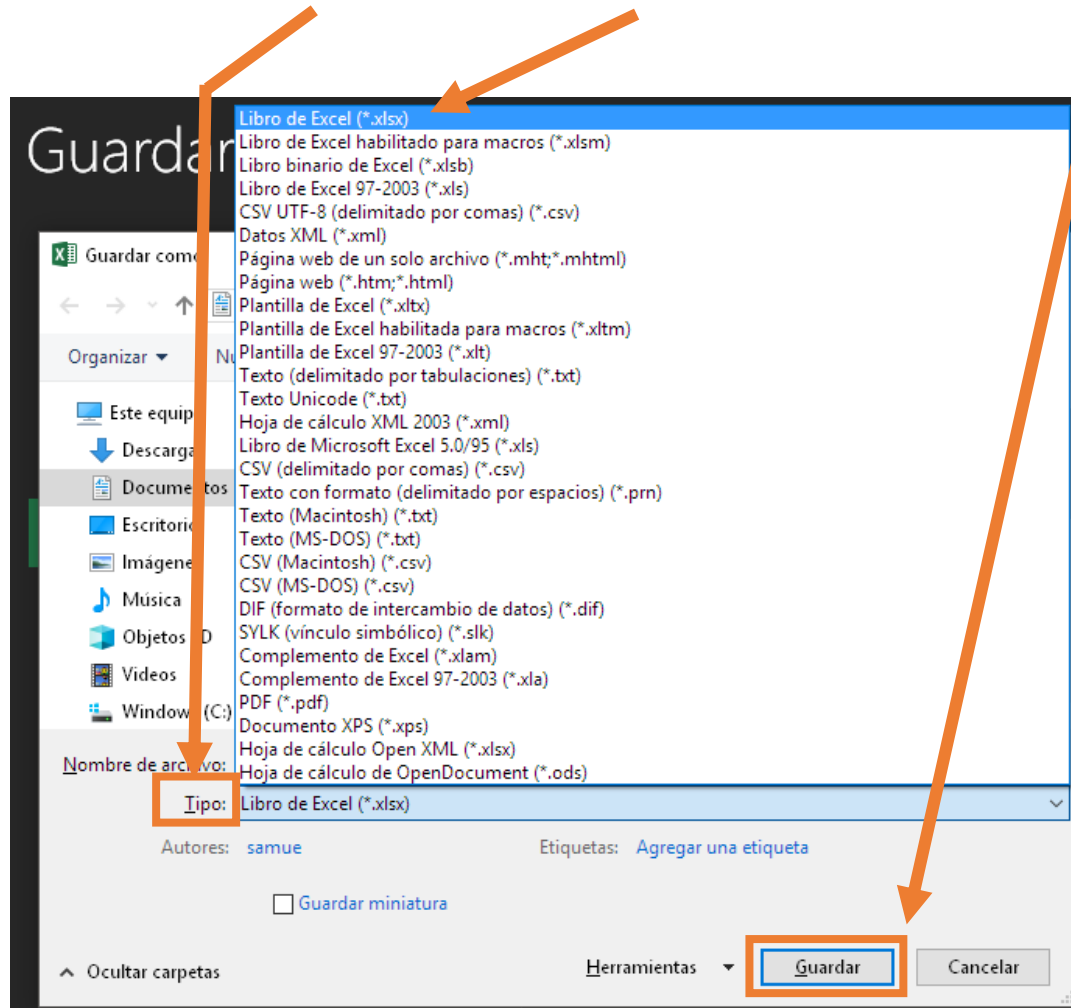 Guardar
Libro de Excel (*.xlsx)
Libro de Excel habilitado para macros (*.xlsm)
Libro binario de Excel (*.xlsb)
Libro de Excel 97-2003 (*.xls)
CSV UTF-8 (delimitado por comas) (*.csv)
Datos XML (*.xml)
Página web de un solo archivo (*.mht;*.mhtml)
Página web (*.htm;*.html)
Plantilla de Excel (*.xltx)
Plantilla de Excel habilitada para macros (*.xltm)
Plantilla de Excel 97-2003 (*.xlt)
Texto (delimitado por tabulaciones) (*.txt)
Texto Unicode (*.txt)
Hoja de cálculo XML 2003 (*.xml)
Libro de Microsoft Excel 5.0/95 (*.xls)
CSV (delimitado por comas) (*.csv)
Texto con formato (delimitado por espacios) (*.prn)
Texto (Macintosh) (*.txt)
Texto (MS-DOS) (*.txt)
CSV (Macintosh) (*.csv)
CSV (MS-DOS) (*.csv)
DIF (formato de intercambio de datos) (*.dif)
SYLK (vínculo simbólico) (*.slk)
Complemento de Excel (*.xlam)
Complemento de Excel 97-2003 (*.xla)
PDF (*.pdf)
Documento XPS (*.xps)
Hoja de cálculo Open XML (*.xlsx)
Hoja de cálculo de OpenDocument (*.ods)
Guardar como
Organizar
Este equip
Descarga
Documentos
Escritorio
Imágene
Música
Objetos D
Videos
Windows (C:)
Nombre de archivo:
Tipo: Libro de Excel (*.xlsx)
Autores: samue Etiquetas: Agregar una etiqueta
Guardar miniatura
Ocultar carpetas Herramientas Guardar Cancelar